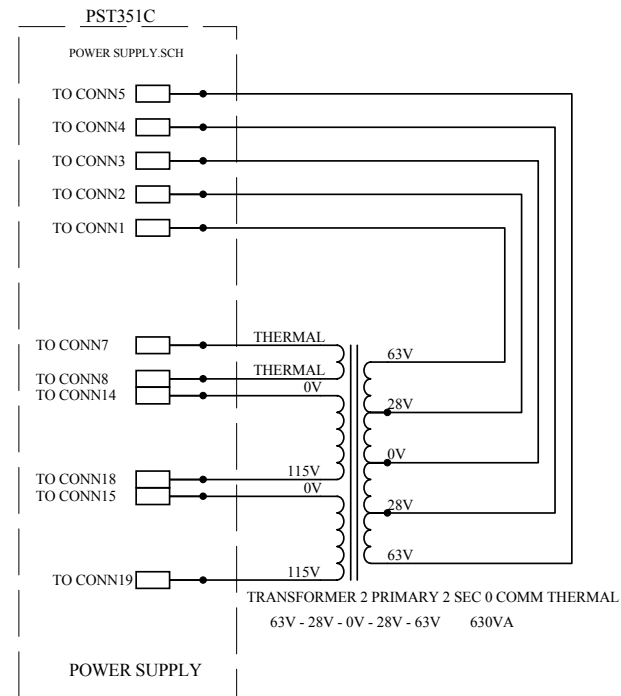 PST351C
POWER SUPPLY.SCH
TO CONN5
TO CONN4
TO CONN3
TO CONN2
TO CONN1
TO CONN7
THERMAL
TO CONN8
THERMAL
TO CONN14
0V
TO CONN18
115V
TO CONN15
0V
TO CONN19
115V
63V
28V
0V
28V
63V
TRANSFORMER 2 PRIMARY 2 SEC 0 COMM THERMAL
63V - 28V - 0V - 28V - 63V 630VA
POWER SUPPLY